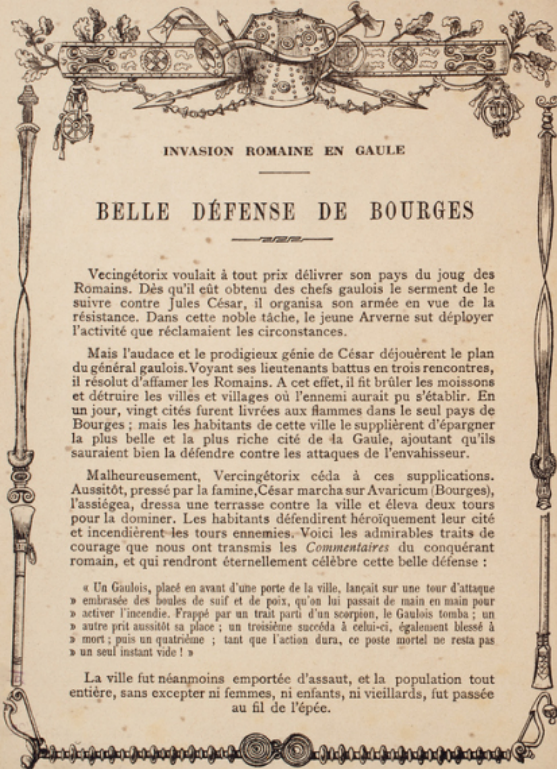 INVASION ROMAINE EN GAULE
BELLE DÉFENSE DE BOURGES
Vecingétorix voulait à tout prix délivrer son pays du joug des
Romains. Dès qu'il eût obtenu des chefs gaulois le serment de le
suivre contre Jules César, il organisa son armée en vue de la
résistance. Dans cette noble tâche, le jeune Arverne sut déployer
l'activité que réclamaient les circonstances.
Mais l'audace et le prodigieux génie de César déjouèrent le plan
du général gaulois. Voyant ses lieutenants battus en trois rencontres,
il résolut d'affamer les Romains. A cet effet, il fit brûler les moissons
et détruire les villes et villages où l'ennemi aurait pu s'établir. En
un jour, vingt cités furent livrées aux flammes dans le seul pays de
Bourges ; mais les habitants de cette ville le supplièrent d'épargner
la plus belle et la plus riche cité de la Gaule, ajoutant qu'ils
sauraient bien la défendre contre les attaques de l'envahisseur.
Malheureusement, Vercingétorix céda à ces supplications.
Aussitôt, pressé par la famine, César marcha sur Avaricum (Bourges),
l'assiégea, dressa une terrasse contre la ville et éleva deux tours
pour la dominer. Les habitants défendirent héroïquement leur cité
et incendièrent les tours ennemies. Voici les admirables traits de
courage que nous ont transmis les Commentaires du conquérant
romain, et qui rendront éternellement célèbre cette belle défense :
« Un Gaulois, placé en avant d'une porte de la ville, lançait sur une tour d'attaque
» embrasée des boules de suif et de poix, qu'on lui passait de main en main pour
» activer l'incendie. Frappé par un trait parti d'un scorpion, le Gaulois tomba ; un
» autre prit aussitôt sa place ; un troisième succéda à celui-ci, également blessé à
» mort ; puis un quatrième ; tant que l'action dura, ce poste mortel ne resta pas
» un seul instant vide ! »
La ville fut néanmoins emportée d'assaut, et la population tout
entière, sans excepter ni femmes, ni enfants, ni vieillards, fut passée
au fil de l'épée.